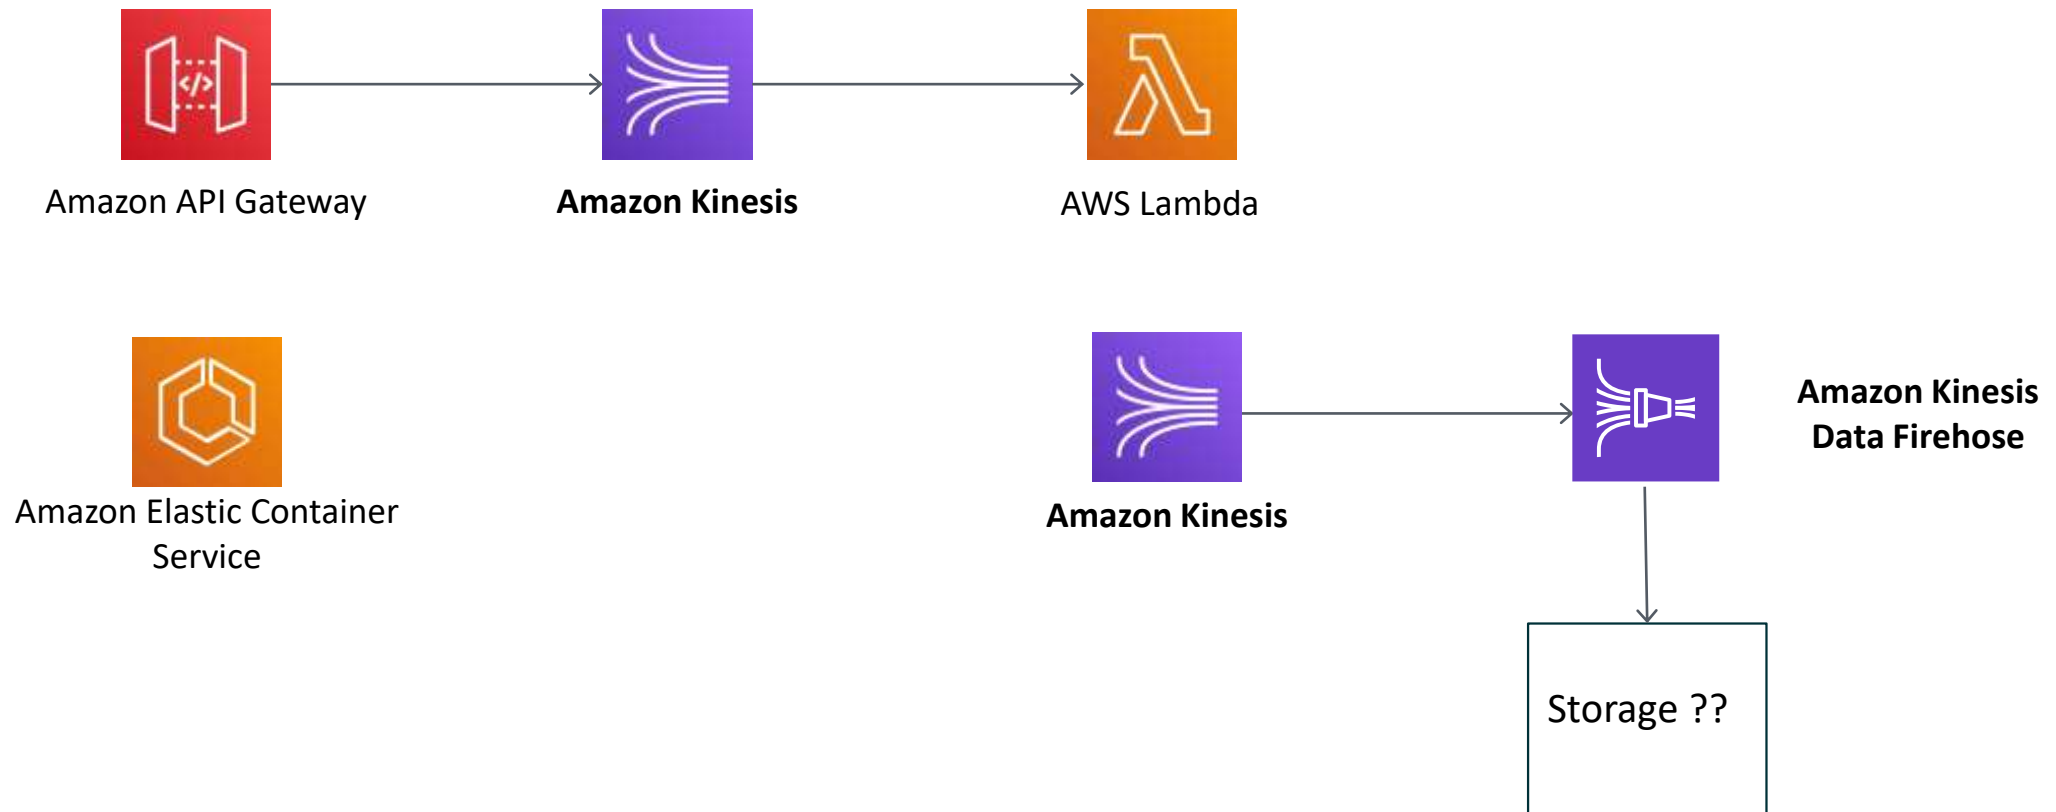 </>
Amazon API Gateway
Amazon Kinesis
AWS Lambda
Amazon Elastic Container
Service
Amazon Kinesis
Amazon Kinesis
Data Firehose
Storage ??